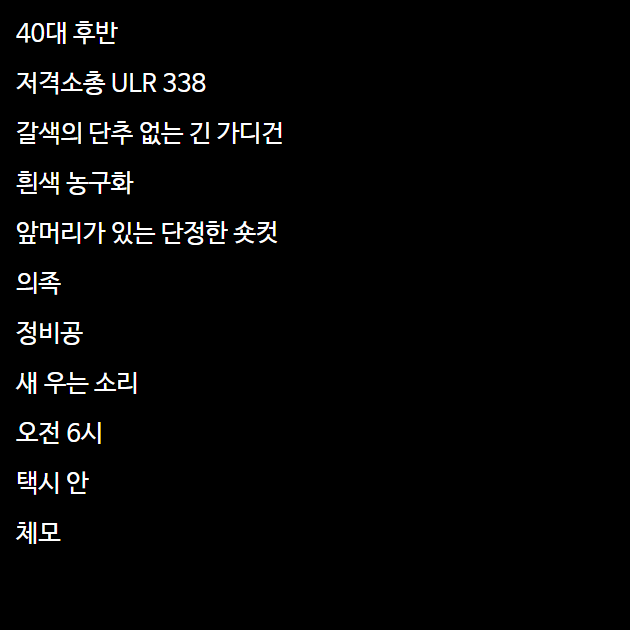 40대 후반
저격소총 ULR 338
갈색의 단추 없는 긴 가디건
흰색 농구화
앞머리가 있는 단정한 숏컷
의족
정비공
새 우는 소리
오전 6시
택시 안
체모